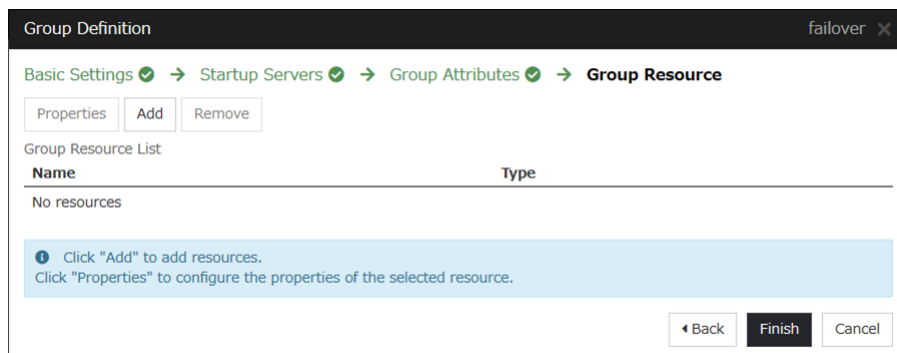 Group Definition failover
Basic Settings → Startup Servers → Group Attributes → Group Resource
Properties Add Remove
Group Resource List
Name Type
No resources
Click "Add" to add resources.
Click "Properties" to configure the properties of the selected resource.
Back Finish Cancel